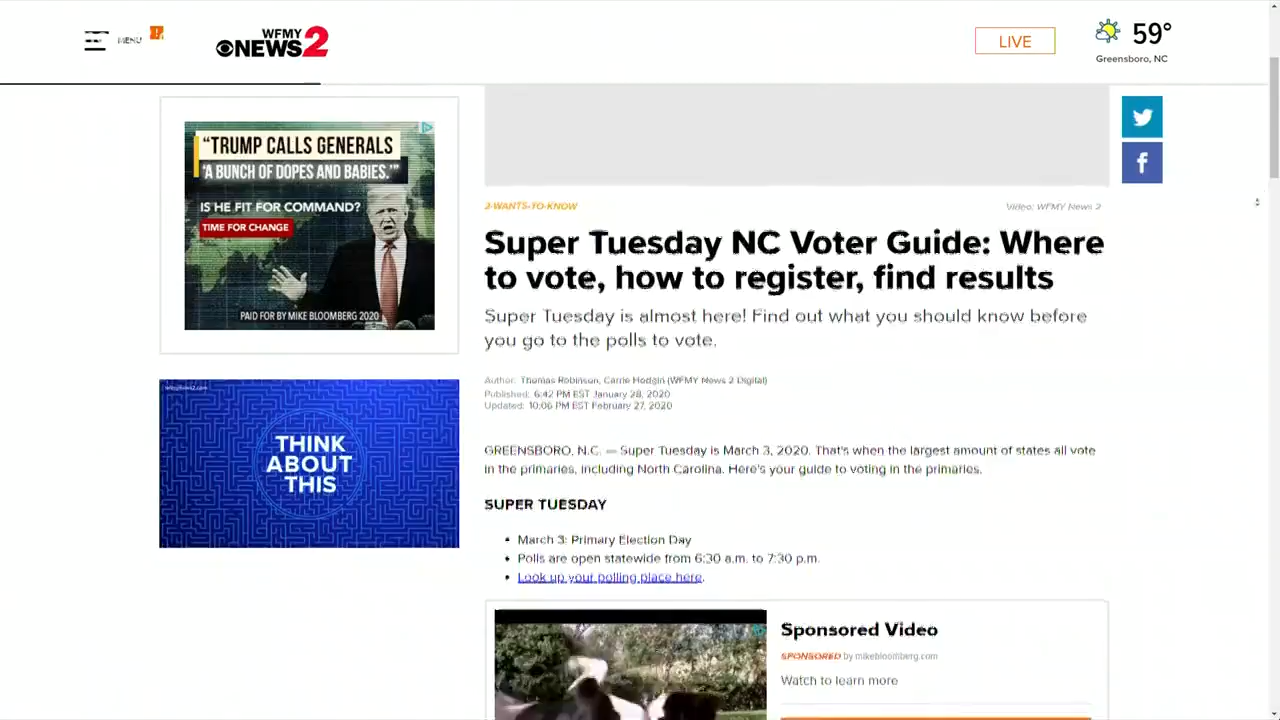 MENU
WFMY
NEWS 2
LIVE
59°
Greensboro, NC
"TRUMP CALLS GENERALS
'A BUNCH OF DOPES AND BABIES.'"
IS HE FIT FOR COMMAND?
TIME FOR CHANGE
PAID FOR BY MIKE BLOOMBERG 2020
THINK
ABOUT
THIS
2-WANTS-TO-KNOW
Video: WFMY News 2
Super Tuesday NC Voter Guide: Where
to vote, how to register, find results
Super Tuesday is almost here! Find out what you should know before
you go to the polls to vote.
Author: Thomas Robinson, Carrie Hodgin (WFMY News 2 Digital)
Published: 6:42 PM EST January 28, 2020
Updated: 10:06 PM EST February 27, 2020
GREENSBORO, N.C. — Super Tuesday is March 3, 2020. That's when the largest amount of states all vote
in the primaries, including North Carolina. Here's your guide to voting in the primaries.
SUPER TUESDAY
• March 3: Primary Election Day
• Polls are open statewide from 6:30 a.m. to 7:30 p.m.
• Look up your polling place here.
Sponsored Video
SPONSORED by mikebloomberg.com
Watch to learn more